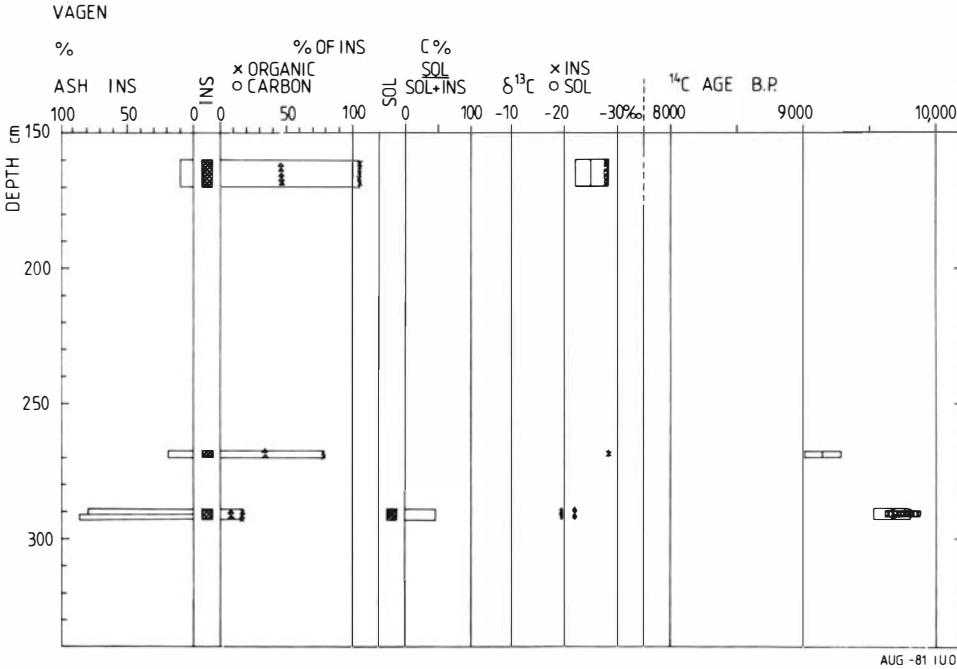 VÅGEN
% % OF INS C%
× ORGANIC SOL × INS
ASH INS INS ○ CARBON SOL SOL+INS δ¹³C ○ SOL ¹⁴C AGE B.P.
100 50 0 0 50 100 0 100 -10 -20 -30‰ 8000 9000 10,000
150
200
250
300
DEPTH cm
AUG -81 IUO